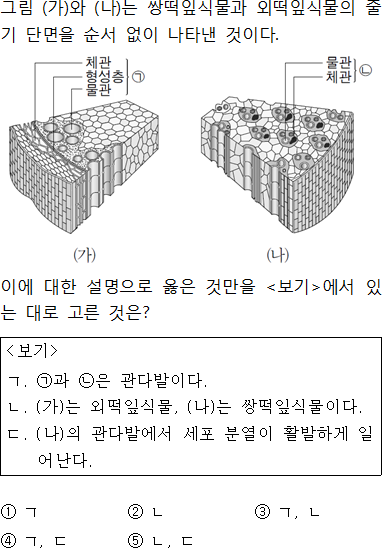 그림 (가)와 (나)는 쌍떡잎식물과 외떡잎식물의 줄
기 단면을 순서 없이 나타낸 것이다.
체관
형성층 ㉠
물관
물관
체관 ㉡
(가)
(나)
이에 대한 설명으로 옳은 것만을 <보기>에서 있
는 대로 고른 것은?
<보기>
ㄱ. ㉠과 ㉡은 관다발이다.
ㄴ. (가)는 외떡잎식물, (나)는 쌍떡잎식물이다.
ㄷ. (나)의 관다발에서 세포 분열이 활발하게 일
어난다.
① ㄱ ② ㄴ ③ ㄱ, ㄴ
④ ㄱ, ㄷ ⑤ ㄴ, ㄷ